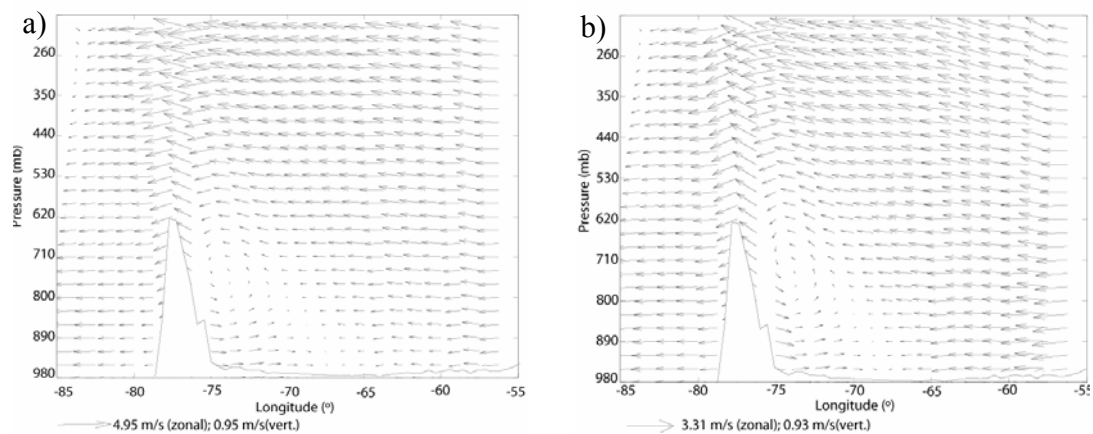 a)
Pressure (mb)
260
350
440
530
620
710
800
890
980
-85 -80 -75 -70 -65 -60 -55
Longitude (º)
4.95 m/s (zonal); 0.95 m/s(vert.)
b)
Pressure (mb)
260
350
440
530
620
710
800
890
980
-85 -80 -75 -70 -65 -60 -55
Longitude (º)
3.31 m/s (zonal); 0.93 m/s(vert.)